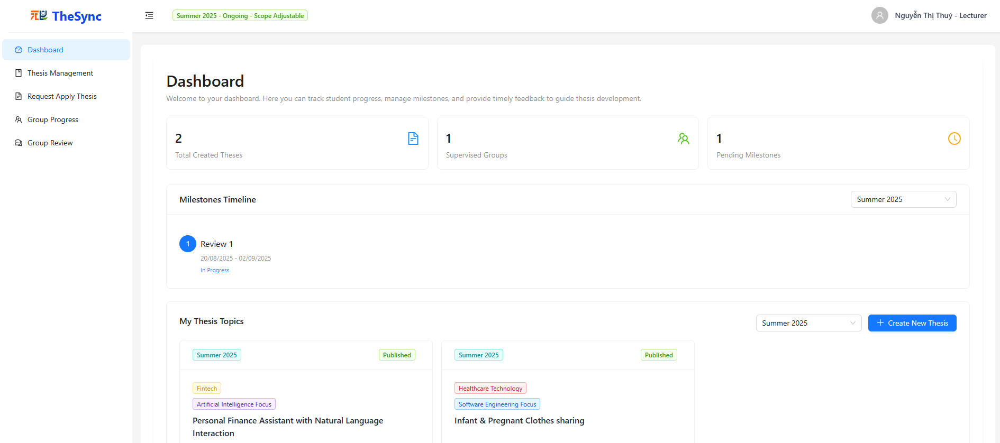 TheSync
Summer 2025 - Ongoing - Scope Adjustable
Nguyễn Thị Thuý - Lecturer
Dashboard
Thesis Management
Request Apply Thesis
Group Progress
Group Review
Dashboard
Welcome to your dashboard. Here you can track student progress, manage milestones, and provide timely feedback to guide thesis development.
2
Total Created Theses
1
Supervised Groups
1
Pending Milestones
Milestones Timeline
Summer 2025
1
Review 1
20/08/2025 - 02/09/2025
In Progress
My Thesis Topics
Summer 2025
Create New Thesis
Summer 2025
Published
Fintech
Artificial Intelligence Focus
Personal Finance Assistant with Natural Language
Interaction
Summer 2025
Published
Healthcare Technology
Software Engineering Focus
Infant & Pregnant Clothes sharing